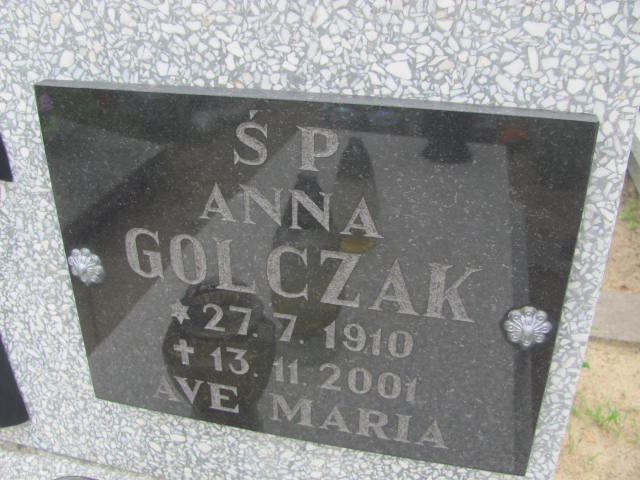 Ś P
ANNA
GOLCZAK
* 27. 7. 1910
✝ 13. 11. 2001
AVE MARIA